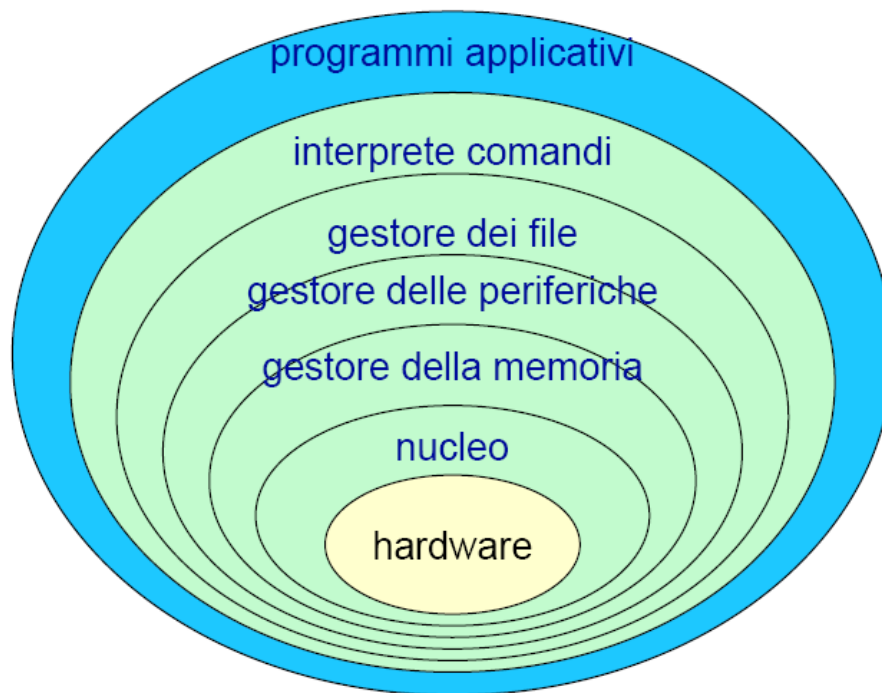 programmi applicativi
interprete comandi
gestore dei file
gestore delle periferiche
gestore della memoria
nucleo
hardware